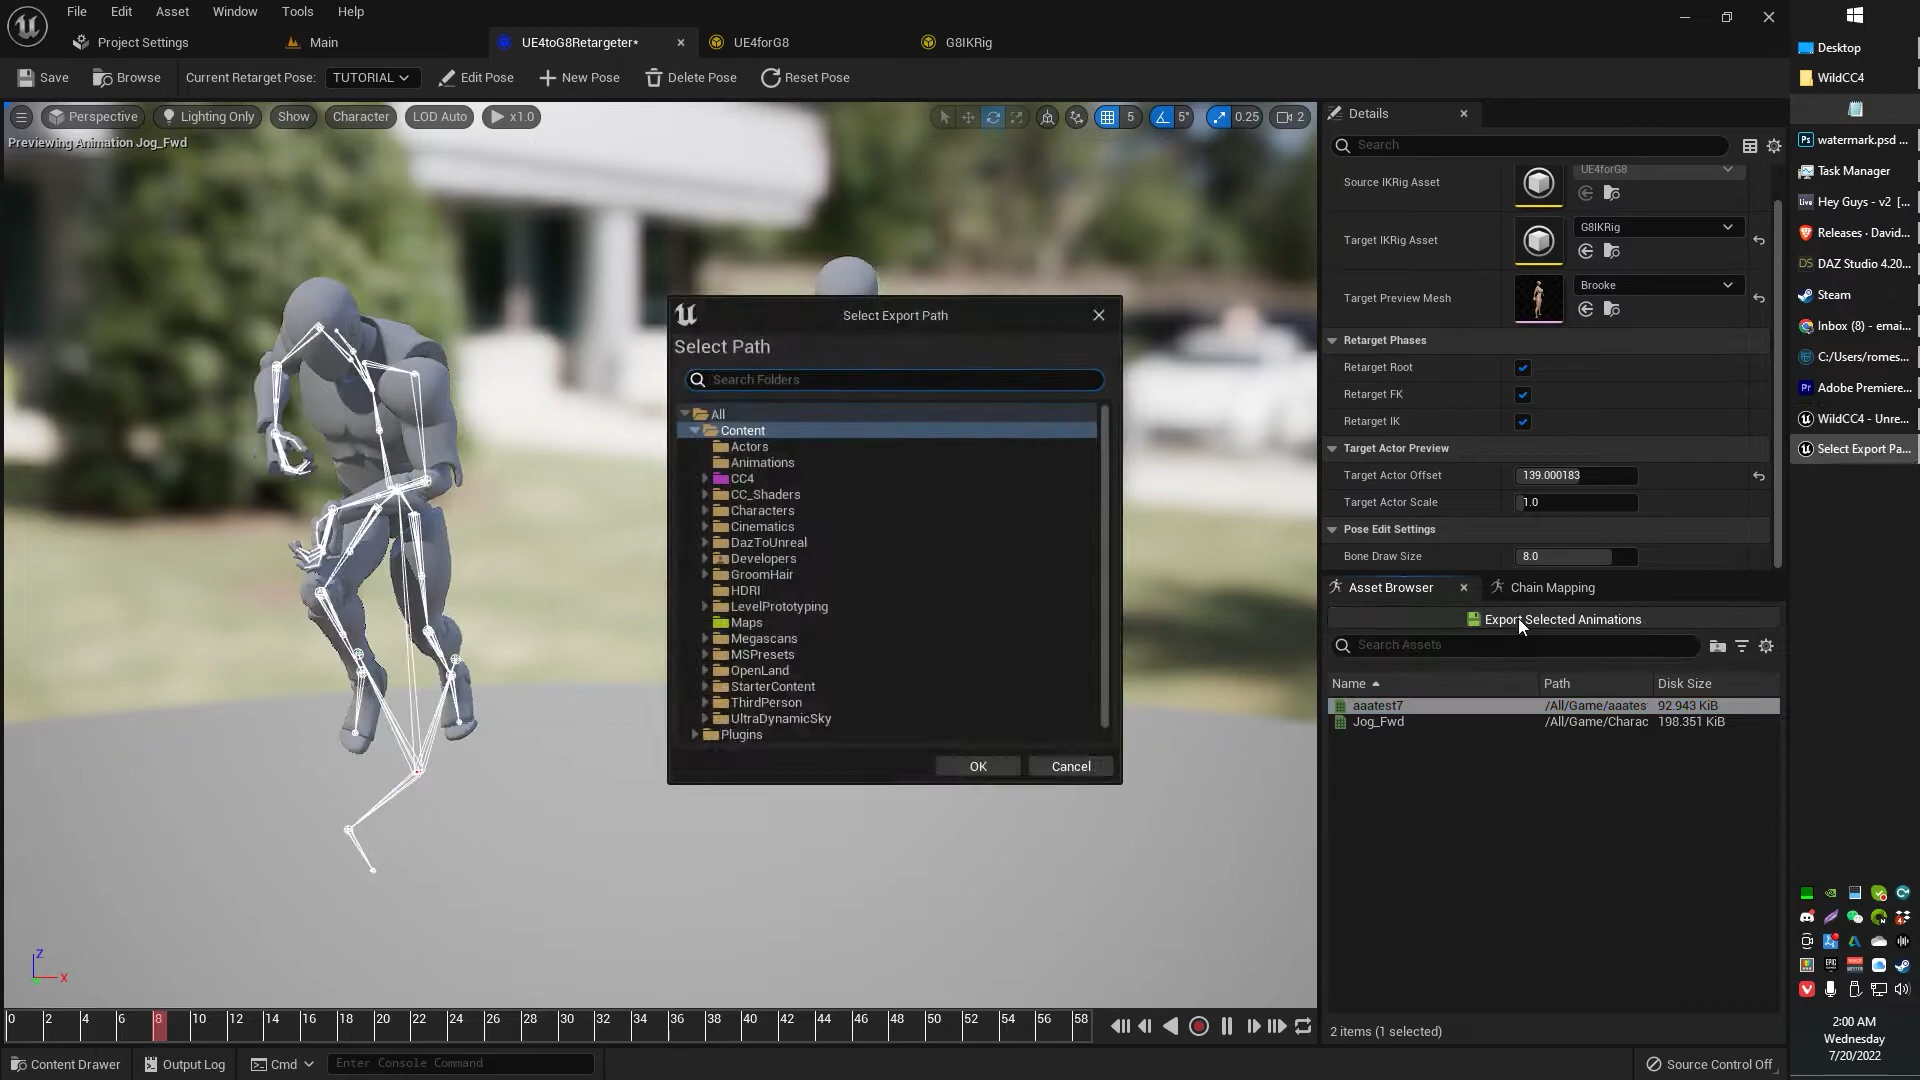 File Edit Asset Window Tools Help
Project Settings Main UE4toG8Retargeter* UE4forG8 G8IKRig
Save Browse Current Retarget Pose: TUTORIAL Edit Pose New Pose Delete Pose Reset Pose
Perspective Lighting Only Show Character LOD Auto x1.0 5 5° 0.25 2
Previewing Animation Jog_Fwd
Select Export Path
Select Path
Search Folders
All
Content
Actors
Animations
CC4
CC_Shaders
Characters
Cinematics
DazToUnreal
Developers
GroomHair
HDRI
LevelPrototyping
Maps
Megascans
MSPresets
OpenLand
StarterContent
ThirdPerson
UltraDynamicSky
Plugins
OK Cancel
Z
X
0 2 4 6 8 10 12 14 16 18 20 22 24 26 28 30 32 34 36 38 40 42 44 46 48 50 52 54 56 58
Content Drawer Output Log Cmd Enter Console Command
Details
Search
Source IKRig Asset UE4forG8
Target IKRig Asset G8IKRig
Target Preview Mesh Brooke
Retarget Phases
Retarget Root
Retarget FK
Retarget IK
Target Actor Preview
Target Actor Offset 139.000183
Target Actor Scale 1.0
Pose Edit Settings
Bone Draw Size 8.0
Asset Browser Chain Mapping
Export Selected Animations
Search Assets
Name Path Disk Size
aaatest7 /All/Game/aaates 92.943 KiB
Jog_Fwd /All/Game/Charac 198.351 KiB
2 items (1 selected)
Source Control Off
Desktop
WildCC4
Ps watermark.psd ...
Task Manager
Live Hey Guys - v2 [...
Releases · David...
DS DAZ Studio 4.20...
Steam
Inbox (8) - emai...
C:/Users/romes...
Pr Adobe Premiere...
WildCC4 - Unre...
Select Export Pa...
2:00 AM
Wednesday
7/20/2022